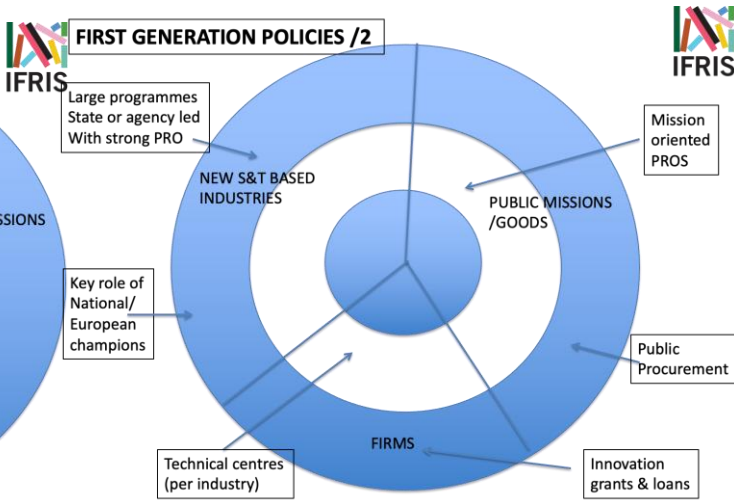 FIRST GENERATION POLICIES /2
IFRIS
IFRIS
Large programmes
State or agency led
With strong PRO
Mission
oriented
PROS
NEW S&T BASED
INDUSTRIES
PUBLIC MISSIONS
/GOODS
SSIONS
Key role of
National/
European
champions
Public
Procurement
FIRMS
Technical centres
(per industry)
Innovation
grants & loans